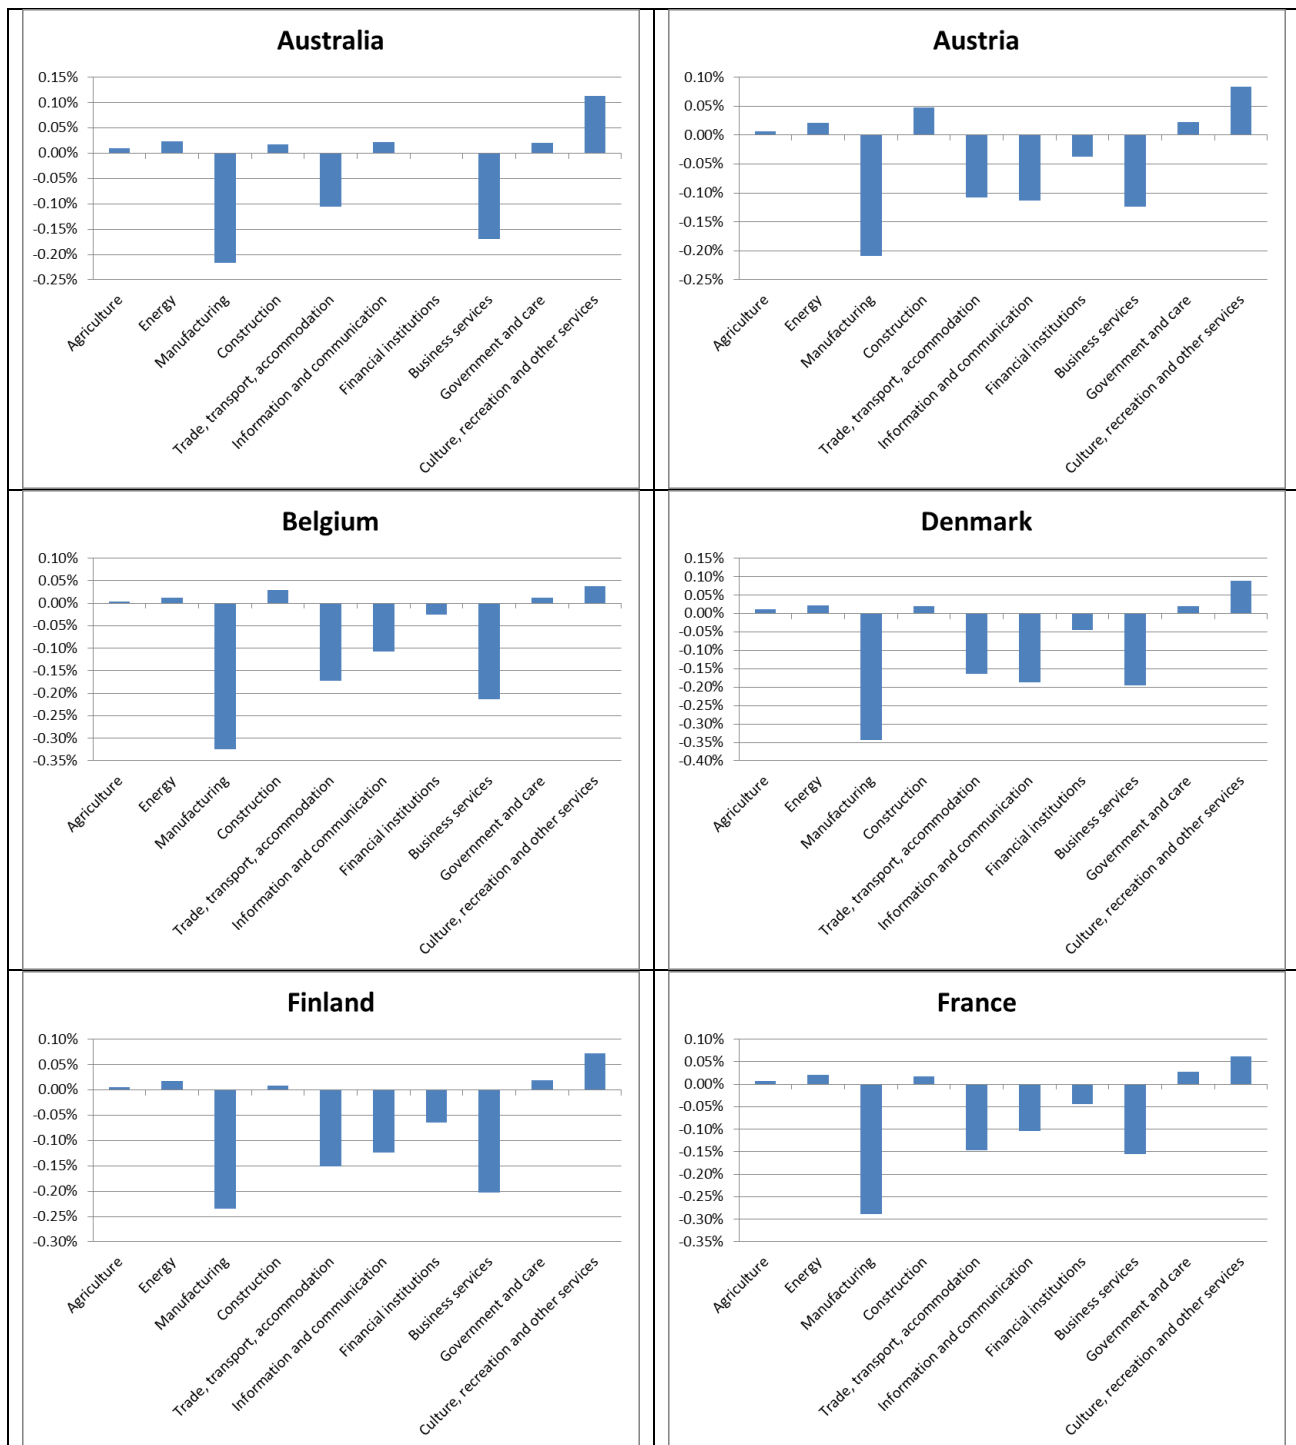 Australia
0.15%
0.10%
0.05%
0.00%
-0.05%
-0.10%
-0.15%
-0.20%
-0.25%
Agriculture
Energy
Manufacturing
Construction
Trade, transport, accomodation
Information and communication
Financial institutions
Business services
Government and care
Culture, recreation and other services
Austria
0.10%
0.05%
0.00%
-0.05%
-0.10%
-0.15%
-0.20%
-0.25%
Agriculture
Energy
Manufacturing
Construction
Trade, transport, accomodation
Information and communication
Financial institutions
Business services
Government and care
Culture, recreation and other services
Belgium
0.10%
0.05%
0.00%
-0.05%
-0.10%
-0.15%
-0.20%
-0.25%
-0.30%
-0.35%
Agriculture
Energy
Manufacturing
Construction
Trade, transport, accomodation
Information and communication
Financial institutions
Business services
Government and care
Culture, recreation and other services
Denmark
0.15%
0.10%
0.05%
0.00%
-0.05%
-0.10%
-0.15%
-0.20%
-0.25%
-0.30%
-0.35%
-0.40%
Agriculture
Energy
Manufacturing
Construction
Trade, transport, accomodation
Information and communication
Financial institutions
Business services
Government and care
Culture, recreation and other services
Finland
0.10%
0.05%
0.00%
-0.05%
-0.10%
-0.15%
-0.20%
-0.25%
-0.30%
Agriculture
Energy
Manufacturing
Construction
Trade, transport, accomodation
Information and communication
Financial institutions
Business services
Government and care
Culture, recreation and other services
France
0.10%
0.05%
0.00%
-0.05%
-0.10%
-0.15%
-0.20%
-0.25%
-0.30%
-0.35%
Agriculture
Energy
Manufacturing
Construction
Trade, transport, accomodation
Information and communication
Financial institutions
Business services
Government and care
Culture, recreation and other services